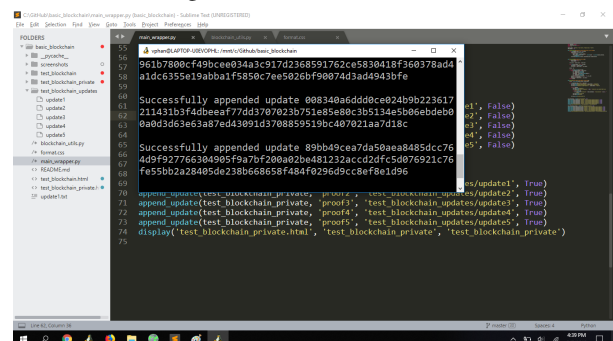 C:\GitHub\basic_blockchain\main_wrapper.py (basic_blockchain) - Sublime Text (UNREGISTERED)
File Edit Selection Find View Goto Tools Project Preferences Help
FOLDERS
basic_blockchain
__pycache__
screenshots
test_blockchain
test_blockchain_private
test_blockchain_updates
update1
update2
update3
update4
update5
blockchain_utils.py
format.css
main_wrapper.py
README.md
test_blockchain.html
test_blockchain_private.h
update1.txt
main_wrapper.py
blockchain_utils.py
format.css
vphan@LAPTOP-U0EVOPHL: /mnt/c/github/basic_blockchain
961b7800cf49bcee034a3c917d2368591762ce5830418f360378ad4
a1dc6355e19abba1f5850c7ee5026bf90074d3ad4943bfe
Successfully appended update 008340a6ddd0ce024b9b223617
211431b3f4dbeeaf77dd3707023b751e85e80c3b5134e5b06ebdeb0
0a0d3d63e63a87ed43091d3708859519bc407021aa7d18c
Successfully appended update 89bb49cea7da50aea8485dcc76
4d9f927766304905f9a7bf200a02be481232accd2dfc5d076921c76
fe55bb2a28405de238b668658f484f0296d9cc8ef8e1d96
55
56
57
58
59
60
61 e1', False)
62 e2', False)
63 e3', False)
64 e4', False)
65 e5', False)
66
67
68
69 es/update1', True)
70 append_update(test_blockchain_private, 'proof2', 'test_blockchain_updates/update2', True)
71 append_update(test_blockchain_private, 'proof3', 'test_blockchain_updates/update3', True)
72 append_update(test_blockchain_private, 'proof4', 'test_blockchain_updates/update4', True)
73 append_update(test_blockchain_private, 'proof5', 'test_blockchain_updates/update5', True)
74 display('test_blockchain_private.html', 'test_blockchain_private', 'test_blockchain_private')
75
Line 62, Column 36
master
Spaces: 4
Python
4:39 PM